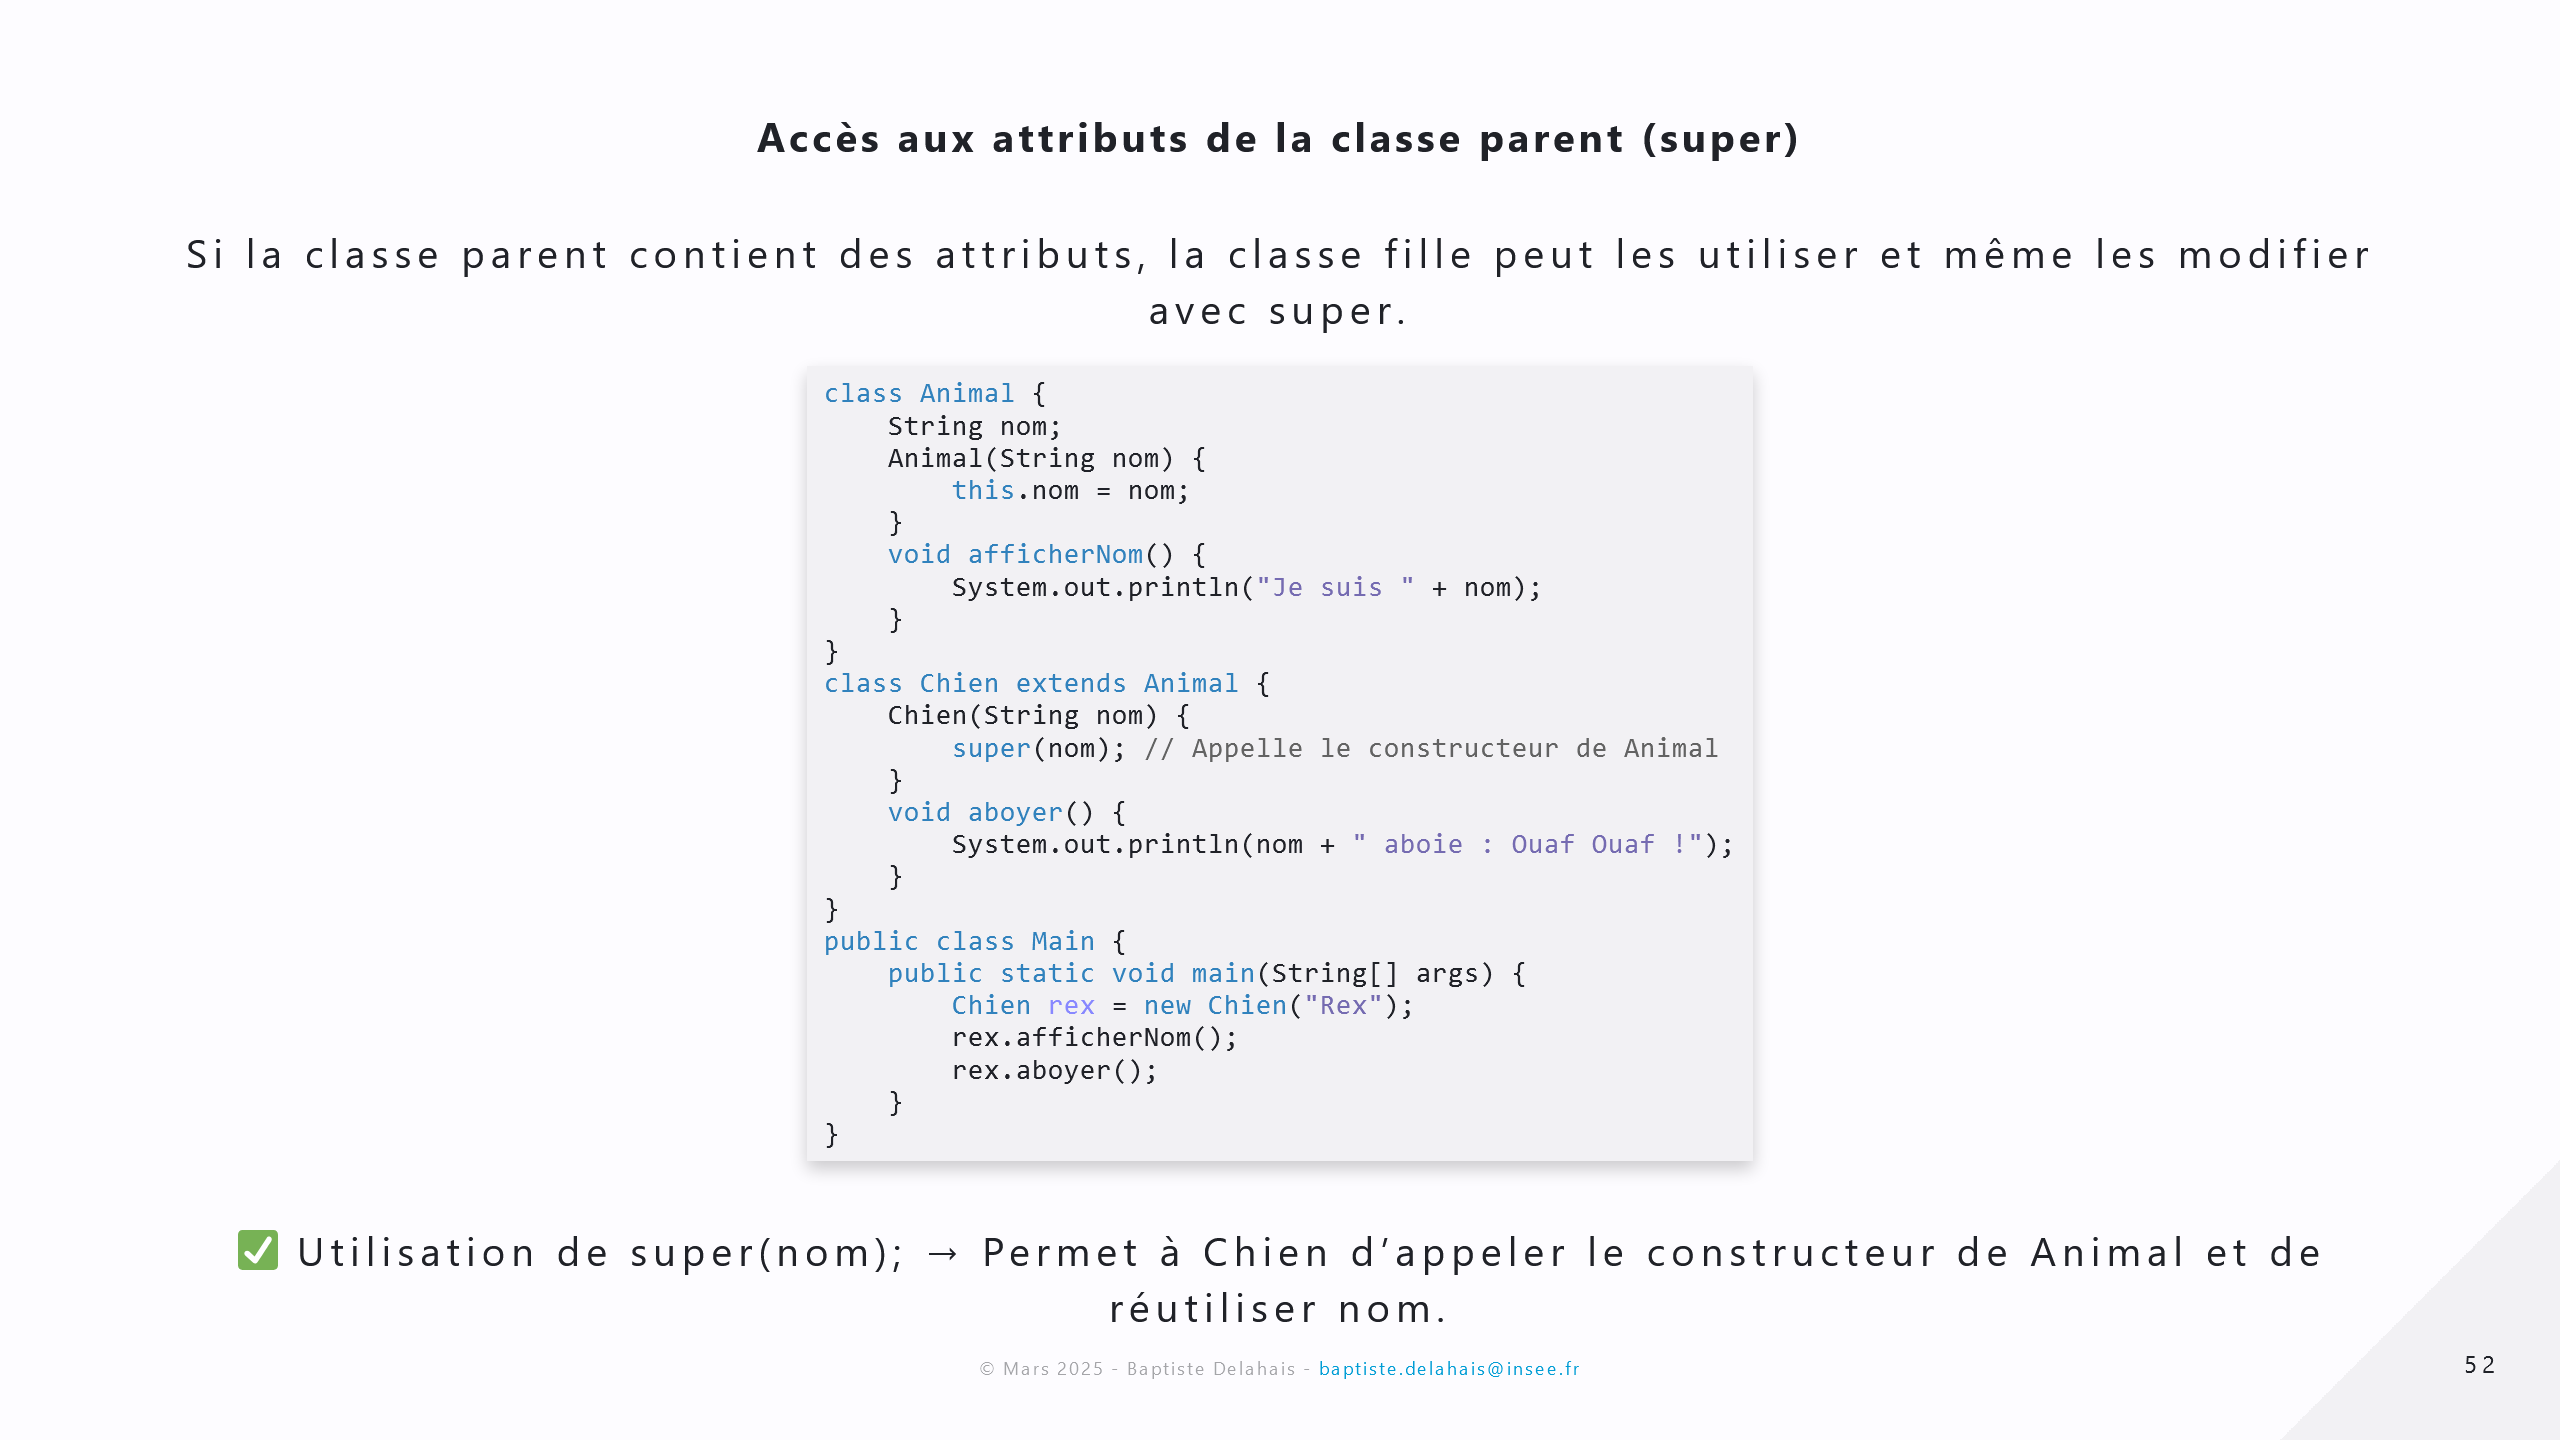 Accès aux attributs de la classe parent (super)
Si la classe parent contient des attributs, la classe fille peut les utiliser et même les modifier
avec super.
class Animal {
    String nom;
    Animal(String nom) {
        this.nom = nom;
    }
    void afficherNom() {
        System.out.println("Je suis " + nom);
    }
}
class Chien extends Animal {
    Chien(String nom) {
        super(nom); // Appelle le constructeur de Animal
    }
    void aboyer() {
        System.out.println(nom + " aboie : Ouaf Ouaf !");
    }
}
public class Main {
    public static void main(String[] args) {
        Chien rex = new Chien("Rex");
        rex.afficherNom();
        rex.aboyer();
    }
}
✅ Utilisation de super(nom); → Permet à Chien d’appeler le constructeur de Animal et de
réutiliser nom.
© Mars 2025 - Baptiste Delahais - baptiste.delahais@insee.fr
52